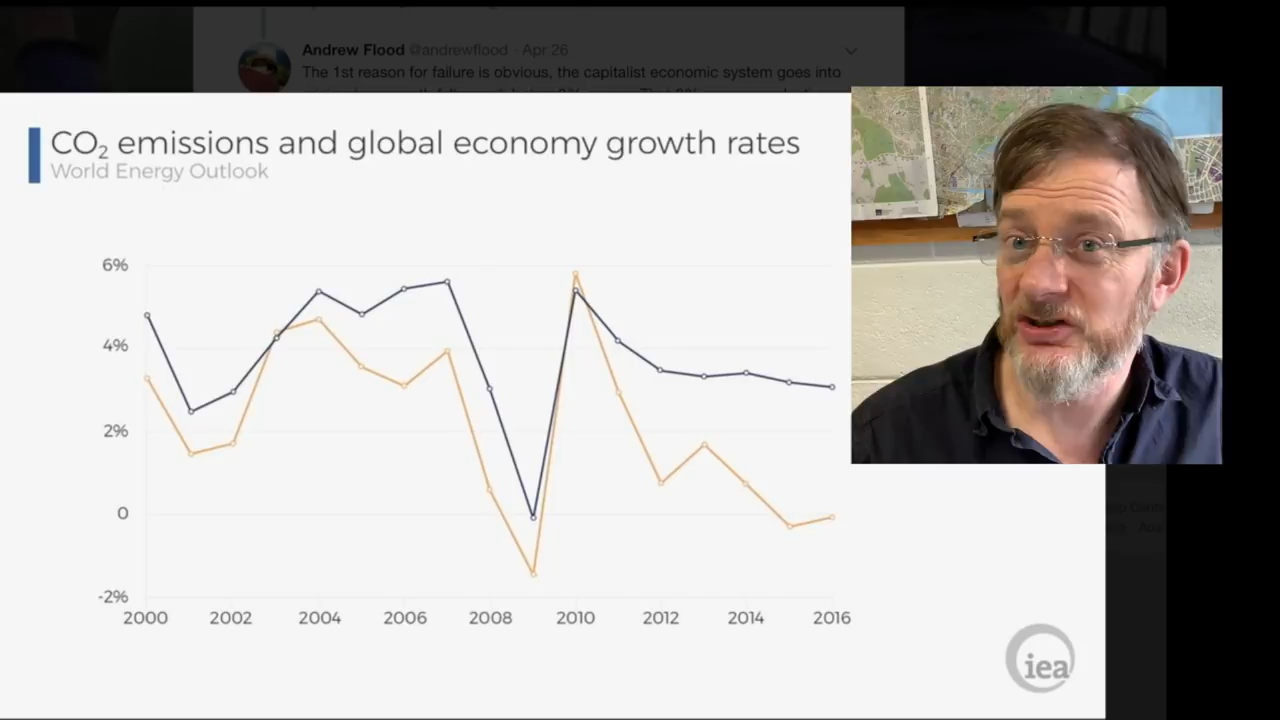 Andrew Flood @andrewflood · Apr 26
The 1st reason for failure is obvious, the capitalist economic system goes into
CO₂ emissions and global economy growth rates
World Energy Outlook
6%
4%
2%
0
-2%
2000 2002 2004 2006 2008 2010 2012 2014 2016
iea